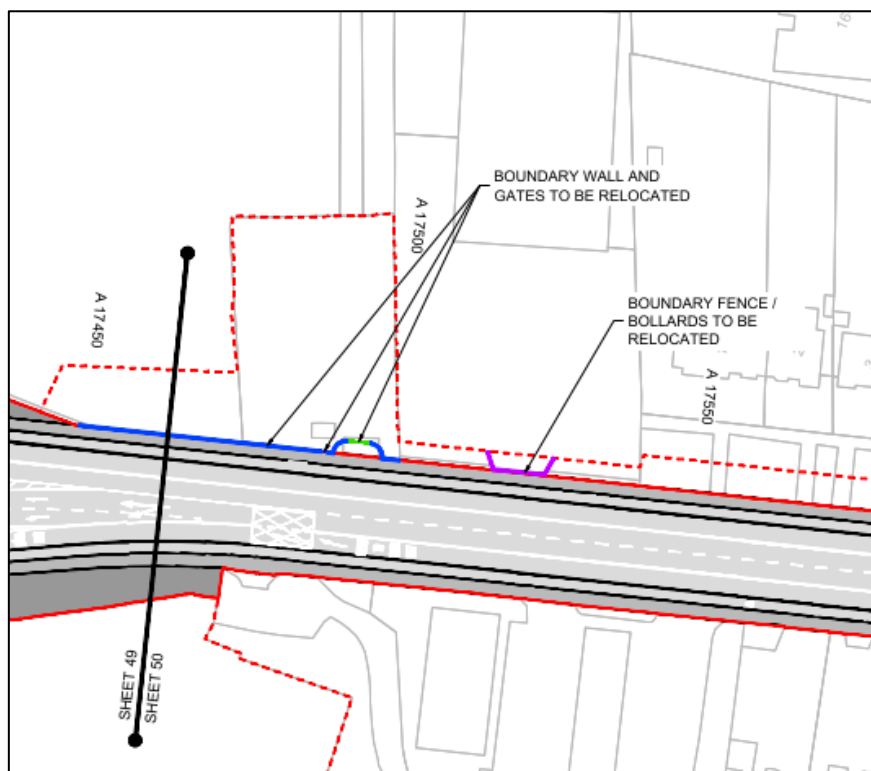 BOUNDARY WALL AND
GATES TO BE RELOCATED
A 17500
A 17450
BOUNDARY FENCE /
BOLLARDS TO BE
RELOCATED
A 17550
SHEET 49
SHEET 50